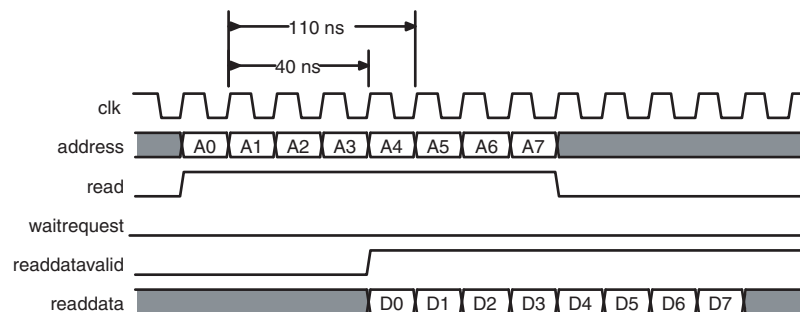 110 ns
40 ns
clk
address A0 A1 A2 A3 A4 A5 A6 A7
read
waitrequest
readdatavalid
readdata D0 D1 D2 D3 D4 D5 D6 D7